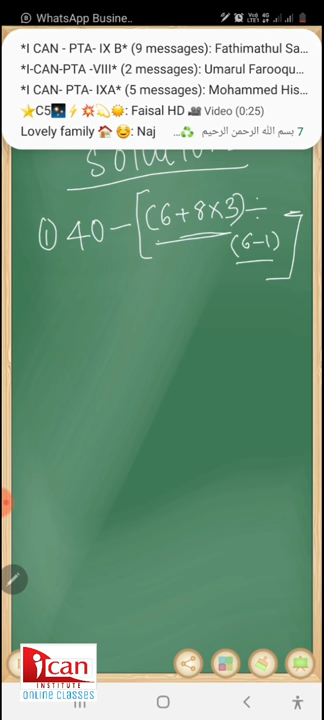 WhatsApp Busine..
*I CAN - PTA- IX B* (9 messages): Fathimathul Sa...
*I-CAN-PTA -VIII* (2 messages): Umarul Farooqu...
*I CAN- PTA- IXA* (5 messages): Mohammed His...
⭐C5🌠⚡💥💫🌞: Faisal HD 🎥 Video (0:25)
Lovely family 🏠 😍: Naj ♻️... بسم الله الرحمن الرحيم 7
Solution
① 40 - [(6+8×3) ÷
(6-1)]
ican
INSTITUTE
ONLINE CLASSES